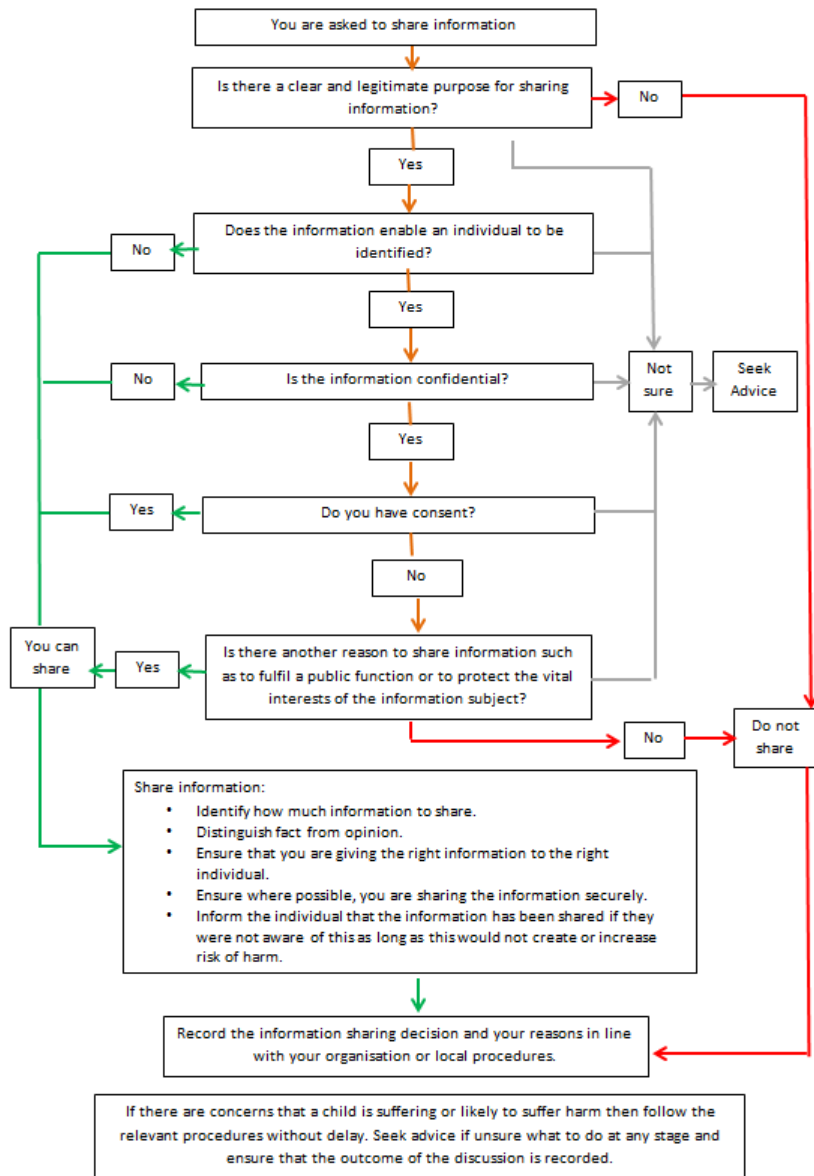 You are asked to share information
Is there a clear and legitimate purpose for sharing
information?
No
Yes
Does the information enable an individual to be
identified?
No
Yes
Is the information confidential?
No
Not
sure
Seek
Advice
Yes
Do you have consent?
Yes
No
Is there another reason to share information such
as to fulfil a public function or to protect the vital
interests of the information subject?
Yes
You can
share
No
Do not
share
Share information:
• Identify how much information to share.
• Distinguish fact from opinion.
• Ensure that you are giving the right information to the right
individual.
• Ensure where possible, you are sharing the information securely.
• Inform the individual that the information has been shared if they
were not aware of this as long as this would not create or increase
risk of harm.
Record the information sharing decision and your reasons in line
with your organisation or local procedures.
If there are concerns that a child is suffering or likely to suffer harm then follow the
relevant procedures without delay. Seek advice if unsure what to do at any stage and
ensure that the outcome of the discussion is recorded.